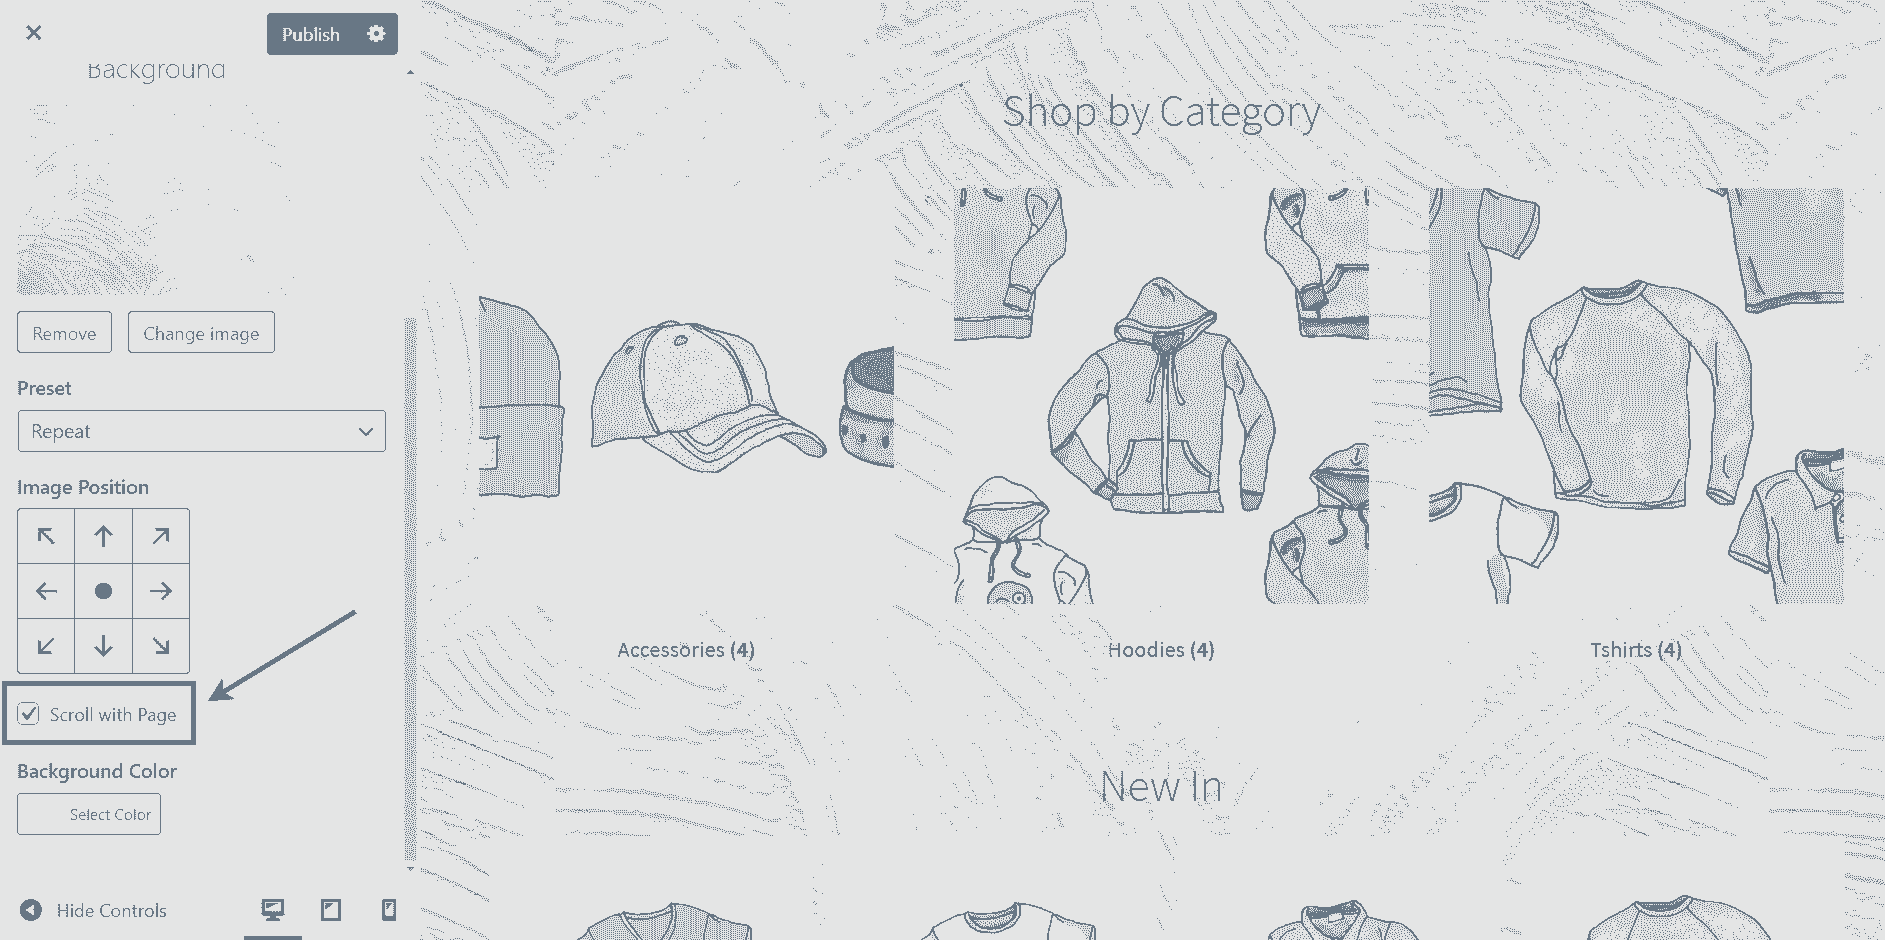 Publish
Background
Remove
Change image
Preset
Repeat
Image Position
Scroll with Page
Background Color
Select Color
Hide Controls
Shop by Category
Accessories (4)
Hoodies (4)
Tshirts (4)
New In